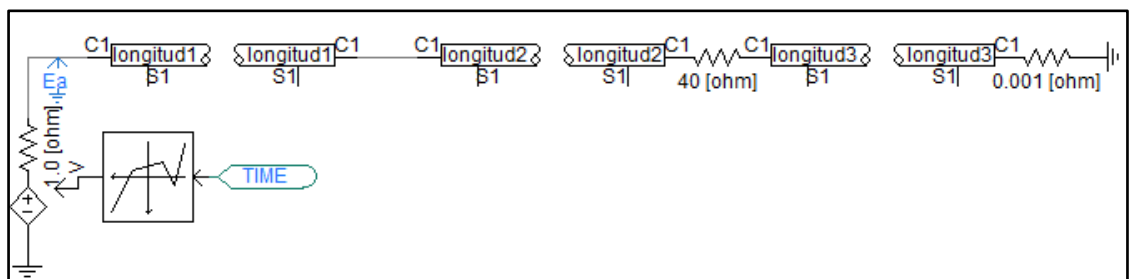 C1 longitud1 longitud1 C1 C1 longitud2 longitud2 C1 C1 longitud3 longitud3 C1
S1 S1 S1 S1 S1 S1
40 [ohm] 0.001 [ohm]
Ea
1.0 [ohm]
V
+
-
TIME